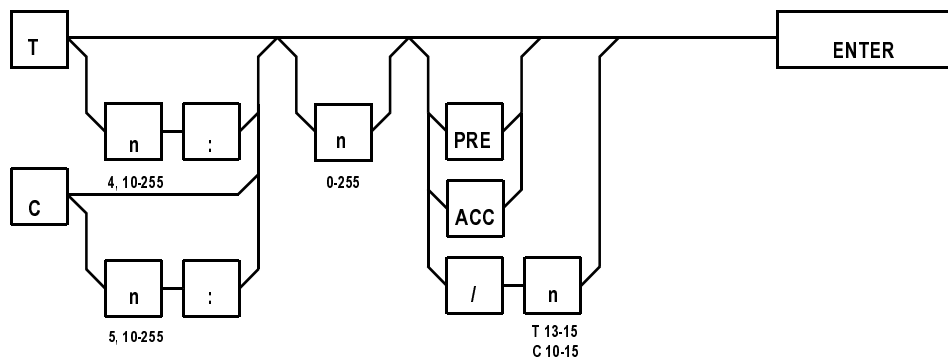 T
ENTER
n
:
PRE
n
4, 10-255
0-255
C
ACC
n
:
/
n
5, 10-255
T 13-15
C 10-15